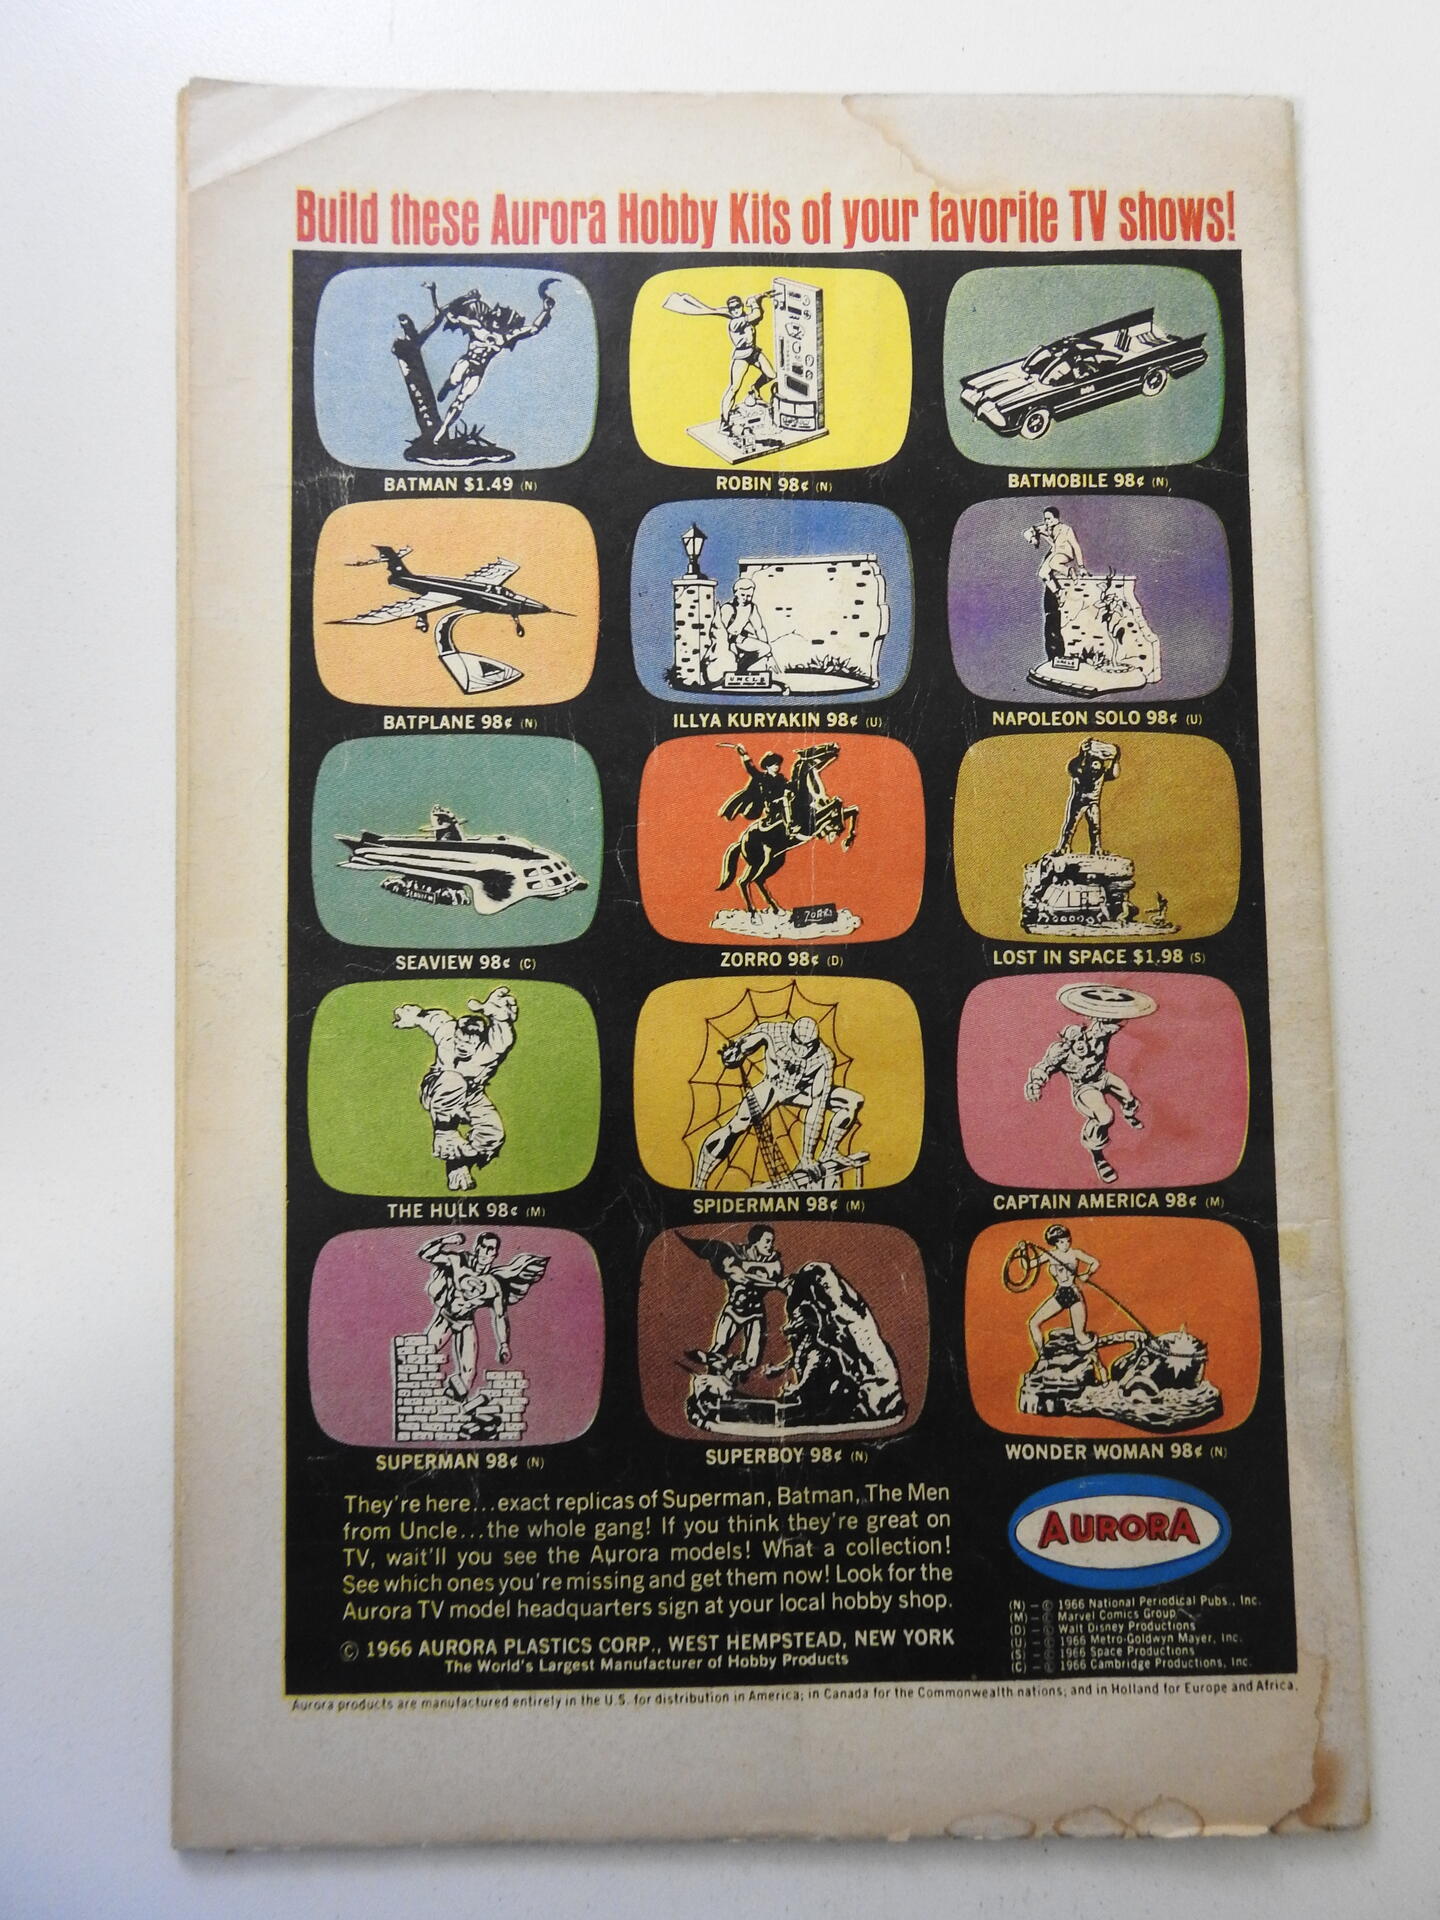 Build these Aurora Hobby Kits of your favorite TV shows!
BATMAN $1.49 (N)
ROBIN 98¢ (N)
BATMOBILE 98¢ (N)
BATPLANE 98¢ (N)
UNCLE
ILLYA KURYAKIN 98¢ (U)
UNCLE
NAPOLEON SOLO 98¢ (U)
SEAVIEW
SEAVIEW 98¢ (C)
ZORRO
ZORRO 98¢ (D)
LOST IN SPACE $1.98 (S)
THE HULK 98¢ (M)
SPIDERMAN 98¢ (M)
CAPTAIN AMERICA 98¢ (M)
SUPERMAN 98¢ (N)
SUPERBOY 98¢ (N)
WONDER WOMAN 98¢ (N)
They're here...exact replicas of Superman, Batman, The Men
from Uncle...the whole gang! If you think they're great on
TV, wait'll you see the Aurora models! What a collection!
See which ones you're missing and get them now! Look for the
Aurora TV model headquarters sign at your local hobby shop.
© 1966 AURORA PLASTICS CORP., WEST HEMPSTEAD, NEW YORK
The World's Largest Manufacturer of Hobby Products
AURORA
(N) – © 1966 National Periodical Pubs., Inc.
(M) – © Marvel Comics Group
(D) – © Walt Disney Productions
(U) – © 1966 Metro-Goldwyn Mayer, Inc.
(S) – © 1966 Space Productions
(C) – © 1966 Cambridge Productions, Inc.
Aurora products are manufactured entirely in the U.S. for distribution in America; in Canada for the Commonwealth nations; and in Holland for Europe and Africa.